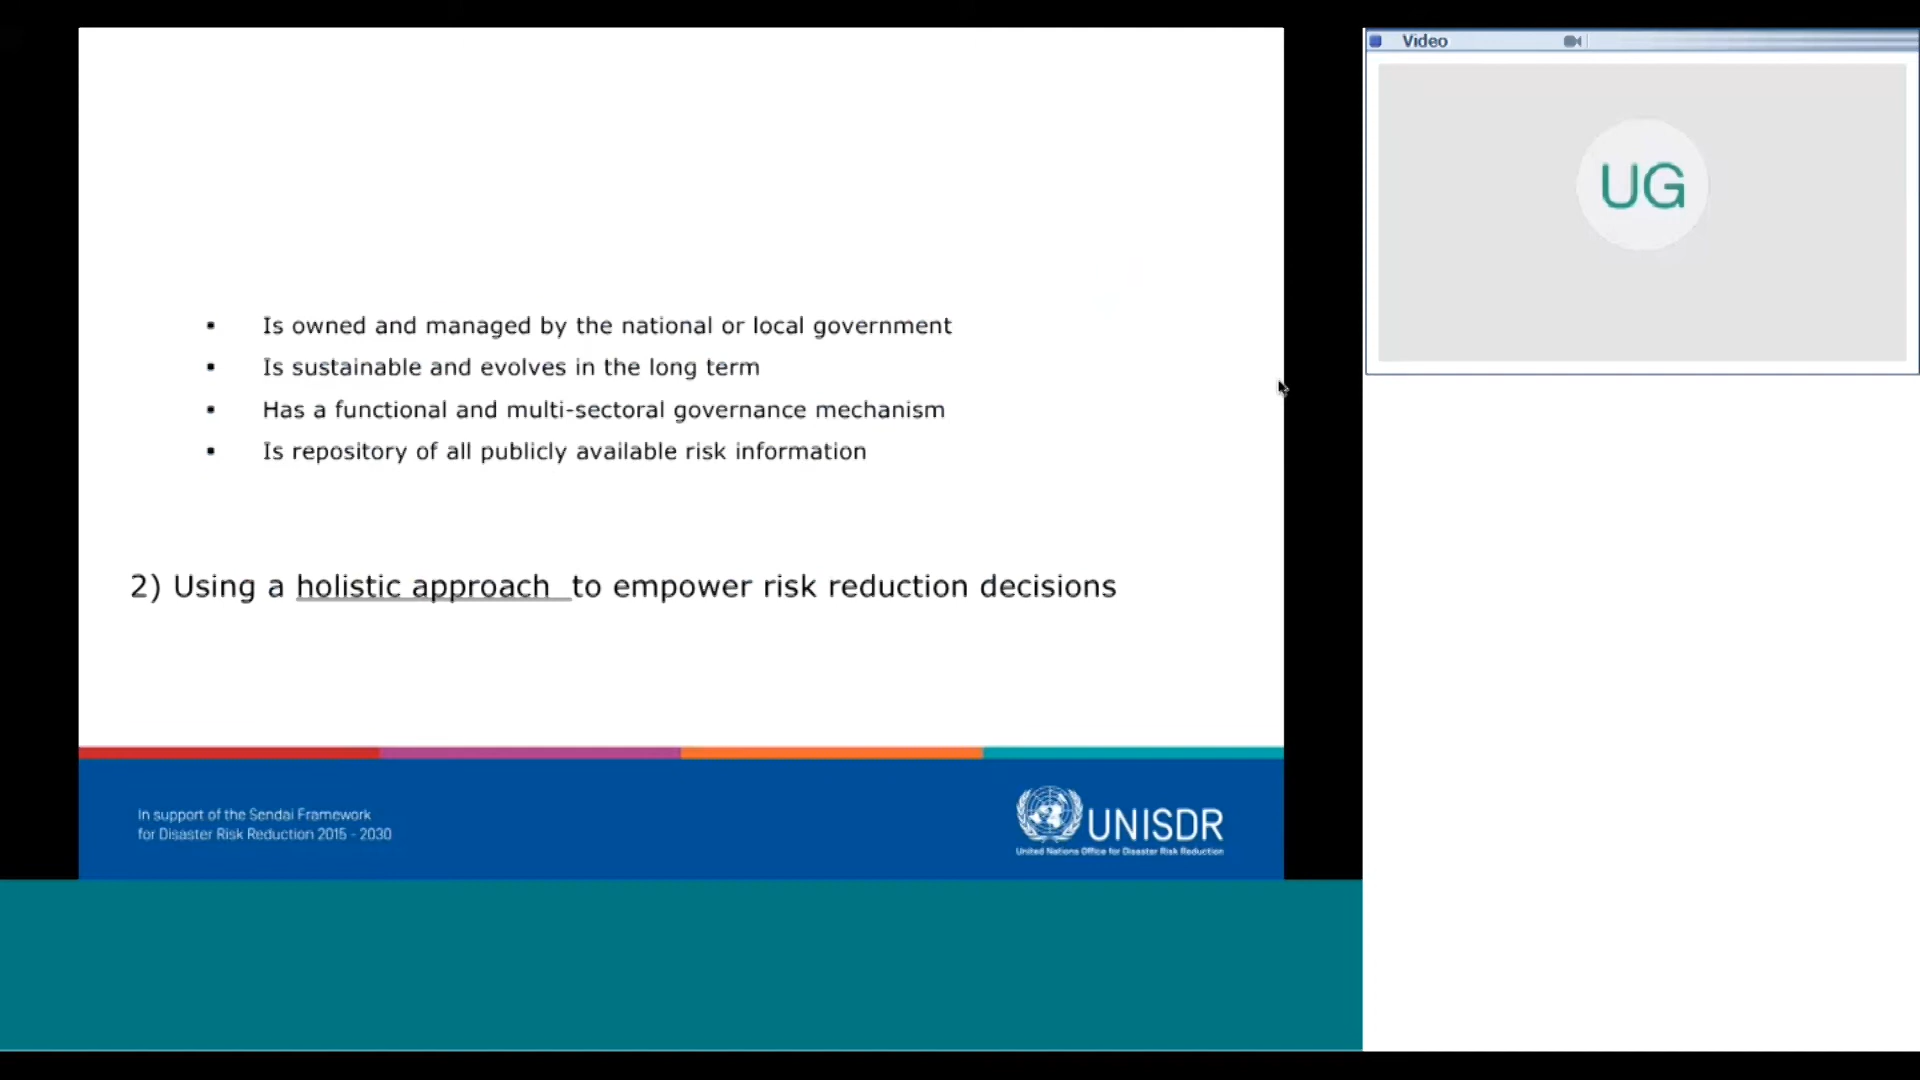 ▪ Is owned and managed by the national or local government
▪ Is sustainable and evolves in the long term
▪ Has a functional and multi-sectoral governance mechanism
▪ Is repository of all publicly available risk information
2) Using a holistic approach to empower risk reduction decisions
In support of the Sendai Framework
for Disaster Risk Reduction 2015 - 2030
UNISDR
United Nations Office for Disaster Risk Reduction
Video
UG